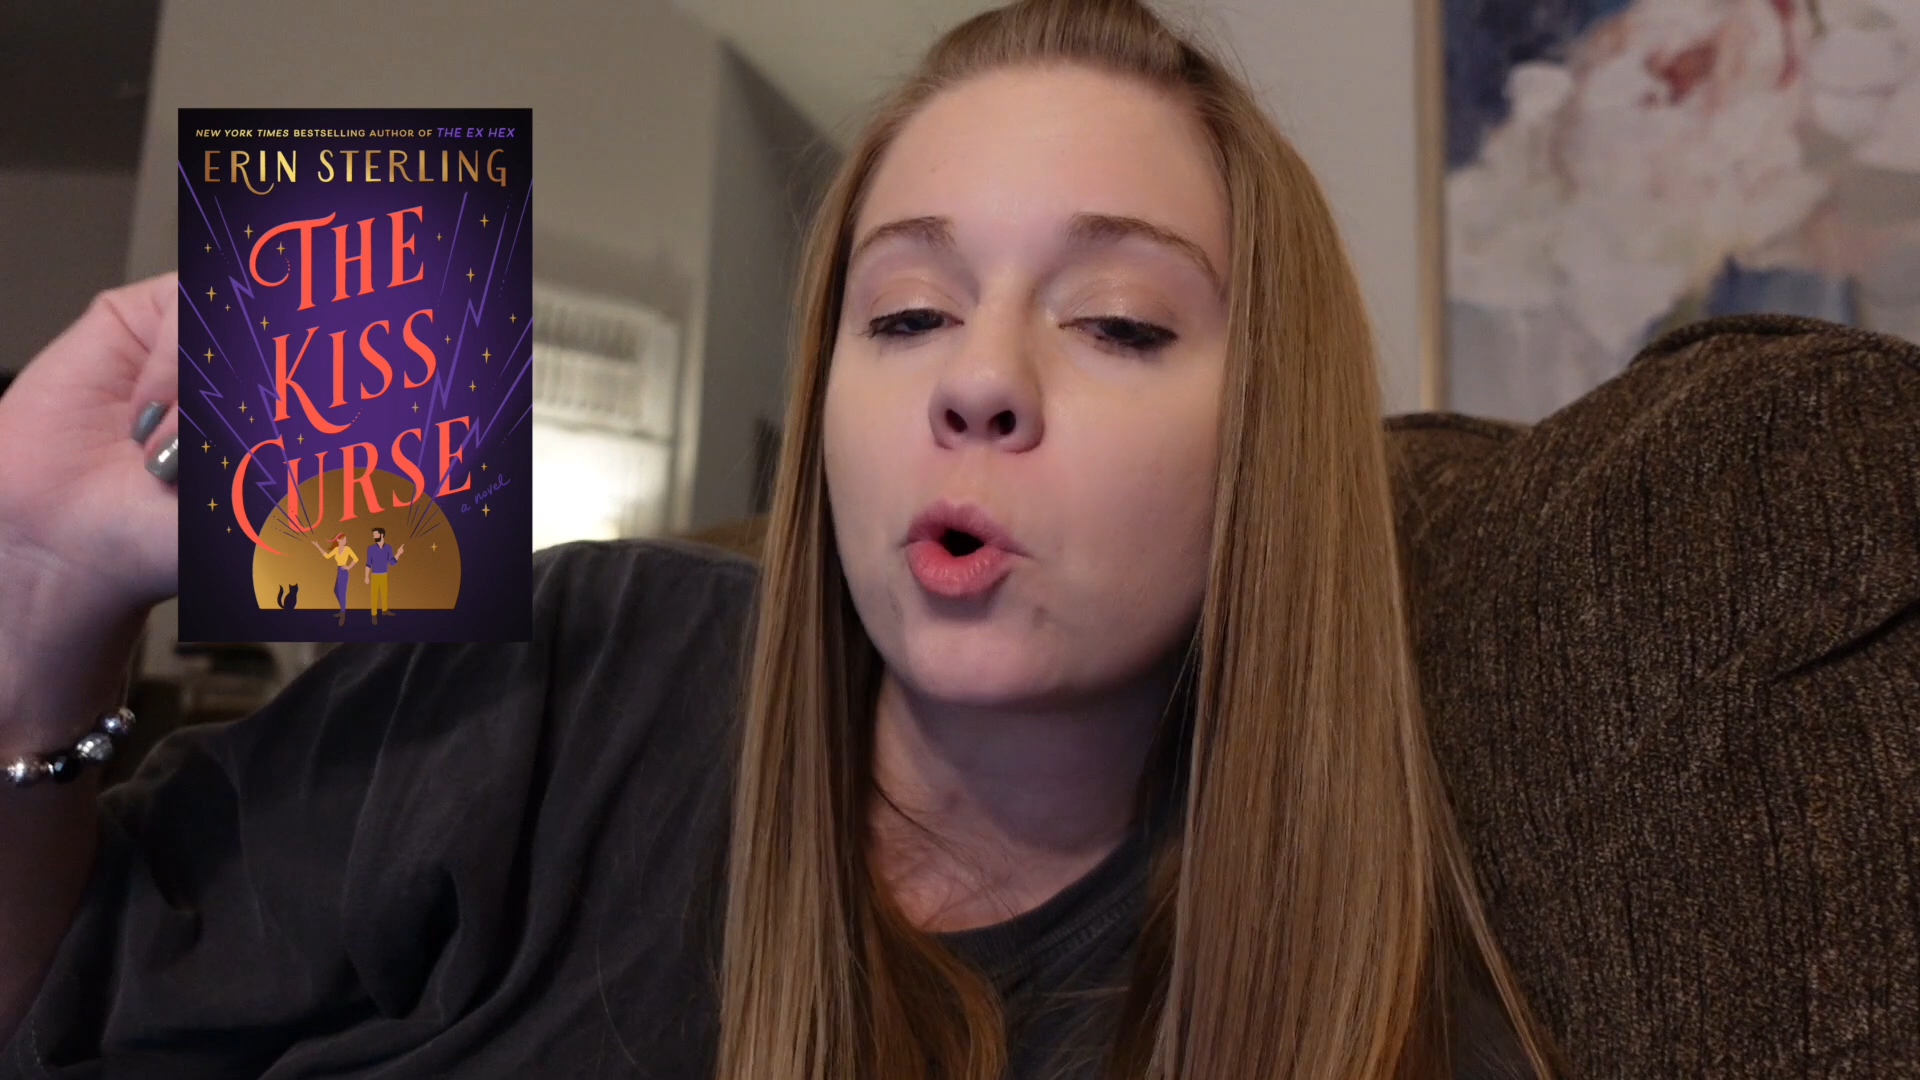 NEW YORK TIMES BESTSELLING AUTHOR OF THE EX HEX
ERIN STERLING
THE
KISS
CURSE
a novel